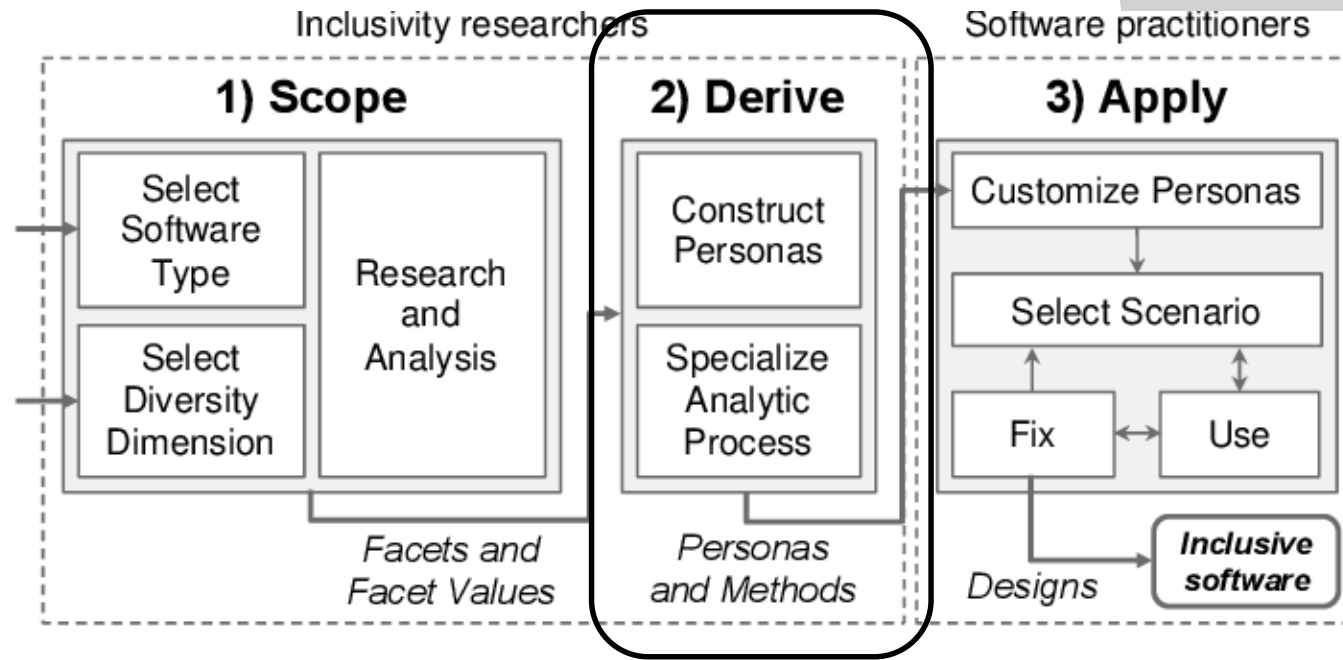 Inclusivity researchers
Software practitioners
1) Scope
2) Derive
3) Apply
Select
Software
Type
Select
Diversity
Dimension
Research
and
Analysis
Construct
Personas
Specialize
Analytic
Process
Customize Personas
Select Scenario
Fix
Use
Facets and
Facet Values
Personas
and Methods
Designs
Inclusive
software